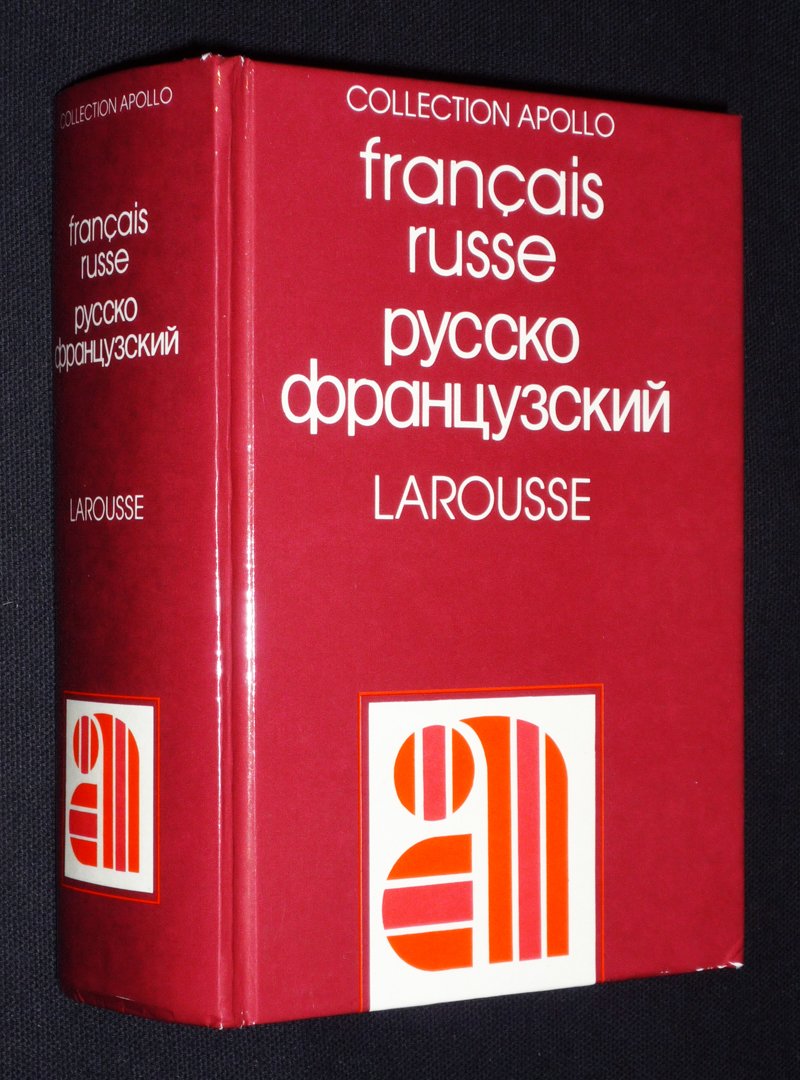 COLLECTION APOLLO
français
russe
русско
французский
LAROUSSE
COLLECTION APOLLO
français
russe
русско
французский
LAROUSSE
a
a